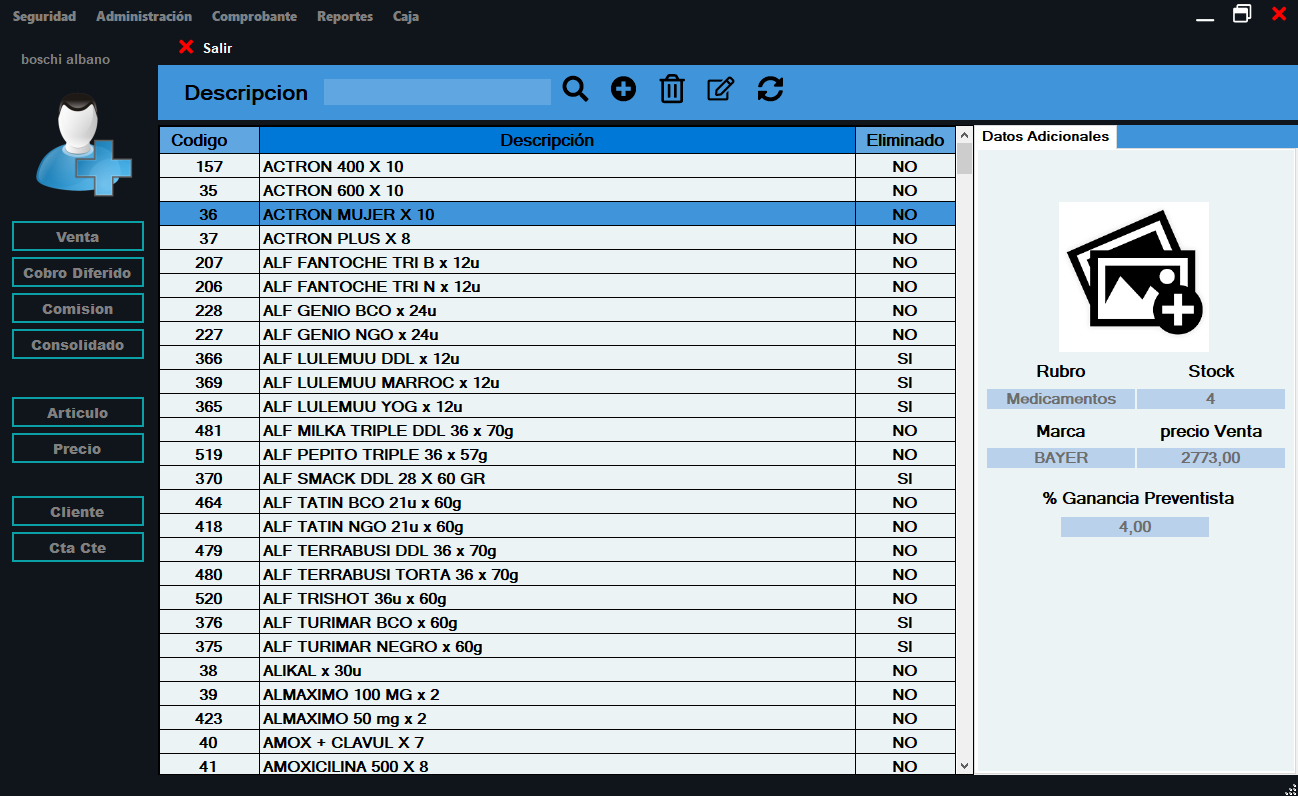 Seguridad Administración Comprobante Reportes Caja
boschi albano
Salir
Descripcion
Venta
Cobro Diferido
Comision
Consolidado
Articulo
Precio
Cliente
Cta Cte
Codigo Descripción Eliminado
157 ACTRON 400 X 10 NO
35 ACTRON 600 X 10 NO
36 ACTRON MUJER X 10 NO
37 ACTRON PLUS X 8 NO
207 ALF FANTOCHE TRI B x 12u NO
206 ALF FANTOCHE TRI N x 12u NO
228 ALF GENIO BCO x 24u NO
227 ALF GENIO NGO x 24u NO
366 ALF LULEMUU DDL x 12u SI
369 ALF LULEMUU MARROC x 12u SI
365 ALF LULEMUU YOG x 12u SI
481 ALF MILKA TRIPLE DDL 36 x 70g NO
519 ALF PEPITO TRIPLE 36 x 57g NO
370 ALF SMACK DDL 28 X 60 GR SI
464 ALF TATIN BCO 21u x 60g NO
418 ALF TATIN NGO 21u x 60g NO
479 ALF TERRABUSI DDL 36 x 70g NO
480 ALF TERRABUSI TORTA 36 x 70g NO
520 ALF TRISHOT 36u x 60g NO
376 ALF TURIMAR BCO x 60g SI
375 ALF TURIMAR NEGRO x 60g SI
38 ALIKAL x 30u NO
39 ALMAXIMO 100 MG x 2 NO
423 ALMAXIMO 50 mg x 2 NO
40 AMOX + CLAVUL X 7 NO
41 AMOXICILINA 500 X 8 NO
Datos Adicionales
Rubro Stock
Medicamentos 4
Marca precio Venta
BAYER 2773,00
% Ganancia Preventista
4,00